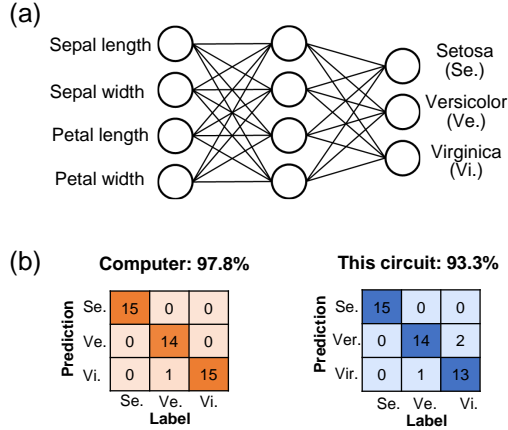 (a)
Sepal length
Sepal width
Petal length
Petal width
Setosa
(Se.)
Versicolor
(Ve.)
Virginica
(Vi.)
(b)
Computer: 97.8%
Prediction
Se. 15 0 0
Ve. 0 14 0
Vi. 0 1 15
Se. Ve. Vi.
Label
This circuit: 93.3%
Prediction
Se. 15 0 0
Ver. 0 14 2
Vir. 0 1 13
Se. Ve. Vi.
Label